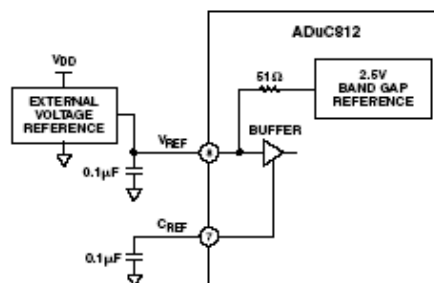 ADuC812
VDD
EXTERNAL
VOLTAGE
REFERENCE
51Ω
2.5V
BAND GAP
REFERENCE
BUFFER
VREF
8
0.1µF
CREF
7
0.1µF